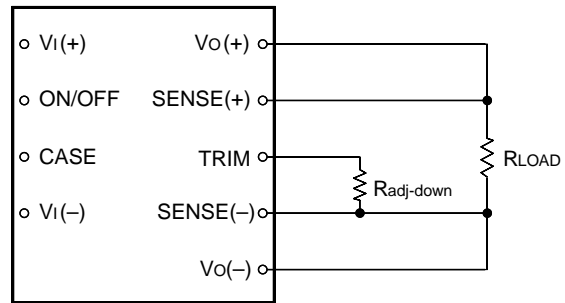 VI(+) VO(+)
ON/OFF SENSE(+)
CASE TRIM RLOAD
Radj-down
VI(–) SENSE(–)
VO(–)